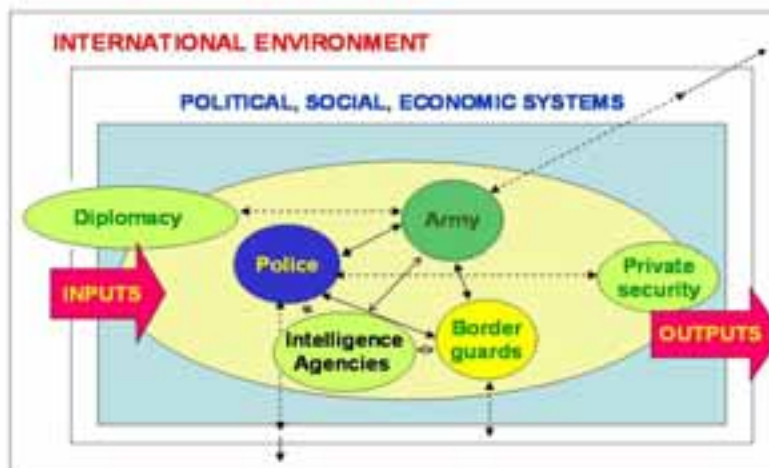 INTERNATIONAL ENVIRONMENT
POLITICAL, SOCIAL, ECONOMIC SYSTEMS
Diplomacy
Army
Police
Private
security
INPUTS
Intelligence
Agencies
Border
guards
OUTPUTS